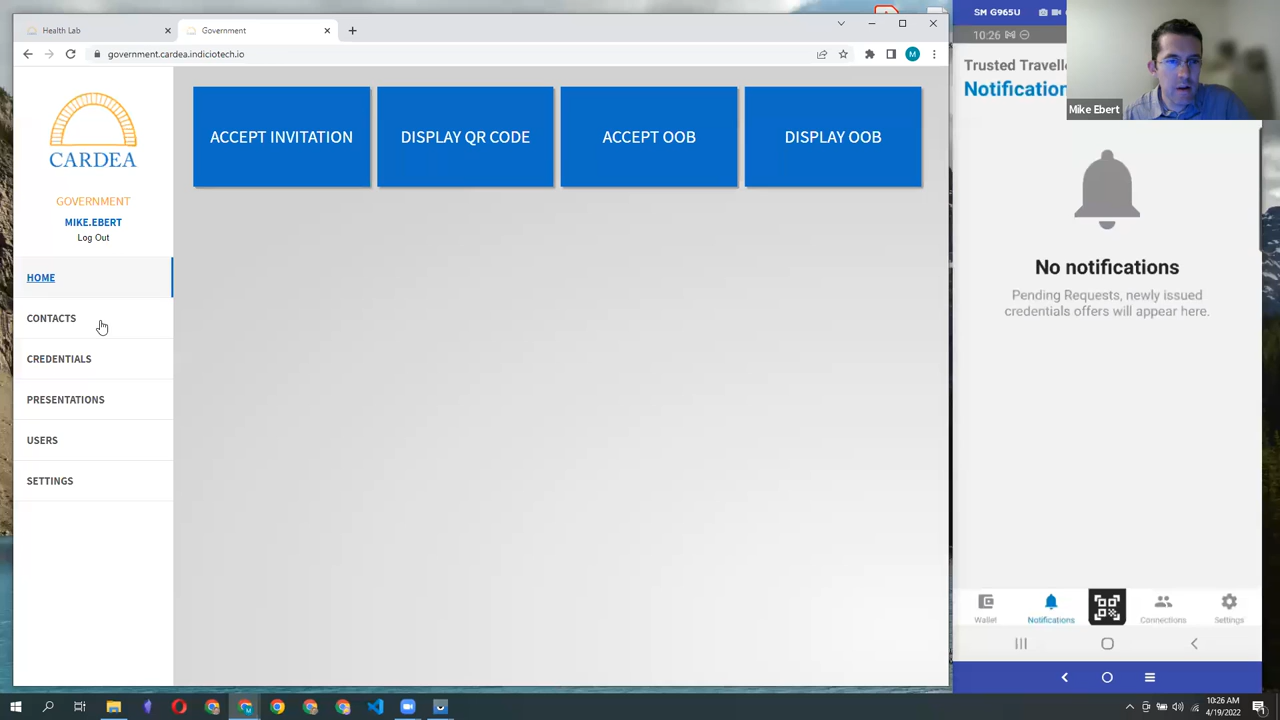 Health Lab
Government
government.cardea.indiciotech.io
M
CARDEA
GOVERNMENT
MIKE.EBERT
Log Out
HOME
CONTACTS
CREDENTIALS
PRESENTATIONS
USERS
SETTINGS
ACCEPT INVITATION
DISPLAY QR CODE
ACCEPT OOB
DISPLAY OOB
SM G965U
10:26
Trusted Travelle
Notification
Mike Ebert
No notifications
Pending Requests, newly issued
credentials offers will appear here.
Wallet
Notifications
Connections
Settings
10:26 AM
4/19/2022